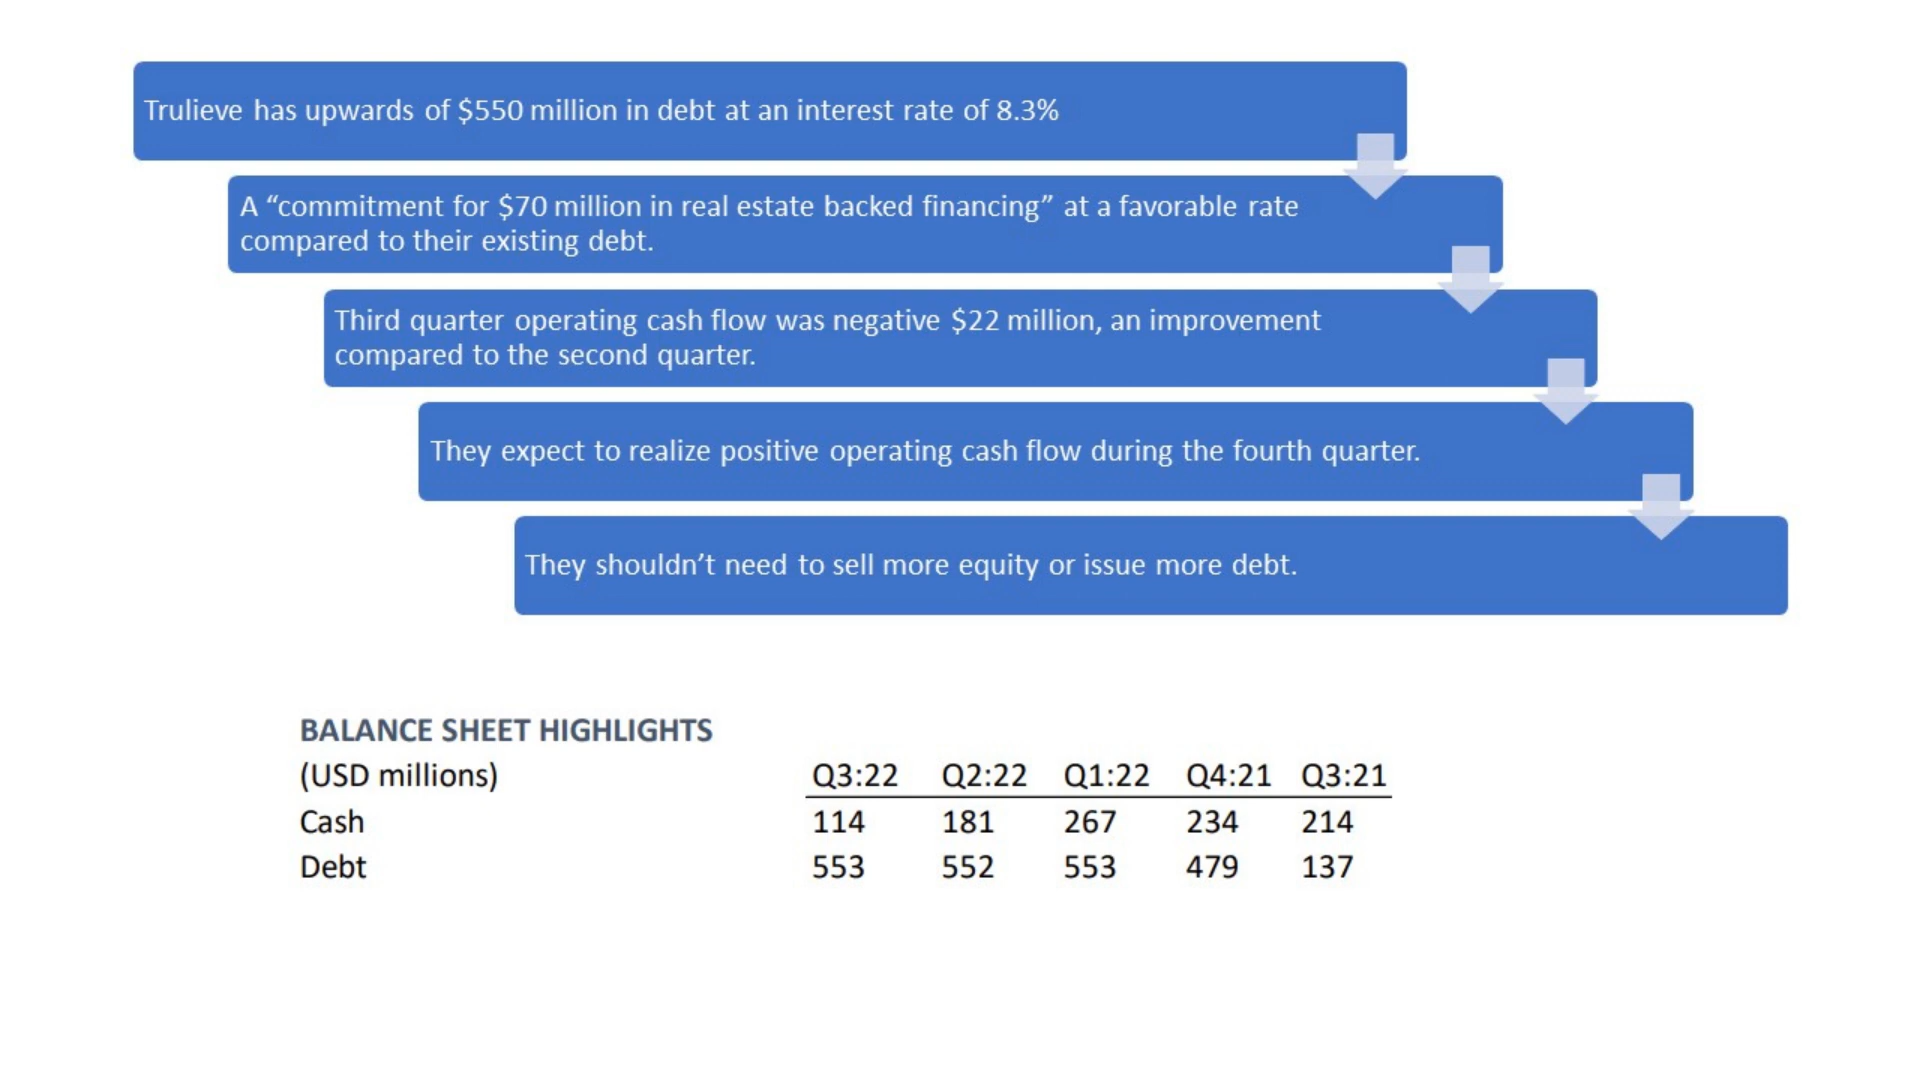 Trulieve has upwards of $550 million in debt at an interest rate of 8.3%
A “commitment for $70 million in real estate backed financing” at a favorable rate
compared to their existing debt.
Third quarter operating cash flow was negative $22 million, an improvement
compared to the second quarter.
They expect to realize positive operating cash flow during the fourth quarter.
They shouldn’t need to sell more equity or issue more debt.
BALANCE SHEET HIGHLIGHTS
(USD millions) Q3:22 Q2:22 Q1:22 Q4:21 Q3:21
Cash 114 181 267 234 214
Debt 553 552 553 479 137